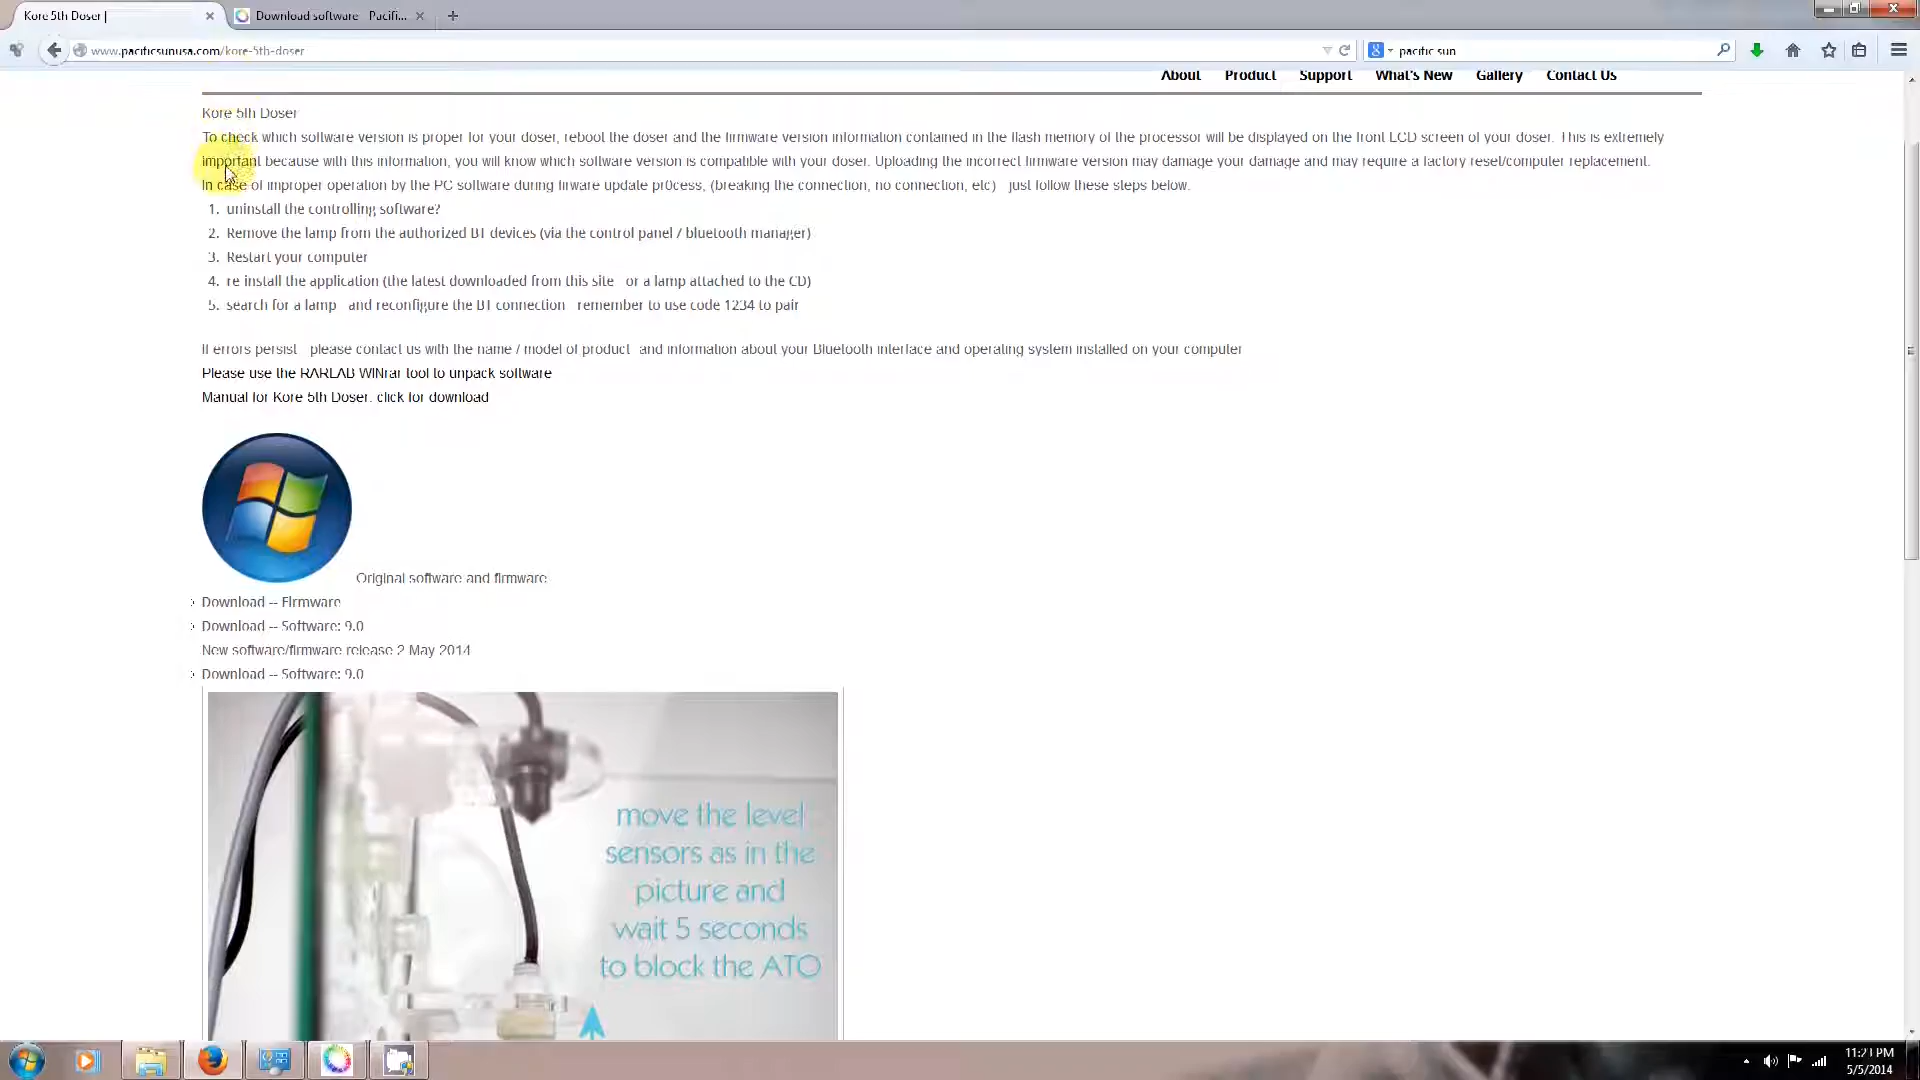 Kore 5th Doser |
Download software - Pacifi...
www.pacificsunusa.com/kore-5th-doser
pacific sun
About Product Support What's New Gallery Contact Us
Kore 5th Doser
To check which software version is proper for your doser, reboot the doser and the firmware version information contained in the flash memory of the processor will be displayed on the front LCD screen of your doser. This is extremely
important because with this information, you will know which software version is compatible with your doser. Uploading the incorrect firmware version may damage your damage and may require a factory reset/computer replacement.
In case of improper operation by the PC software during firware update pr0cess, (breaking the connection, no connection, etc) just follow these steps below.
1. uninstall the controlling software?
2. Remove the lamp from the authorized BT devices (via the control panel / bluetooth manager)
3. Restart your computer
4. re install the application (the latest downloaded from this site or a lamp attached to the CD)
5. search for a lamp and reconfigure the BT connection remember to use code 1234 to pair
If errors persist please contact us with the name / model of product and information about your Bluetooth interface and operating system installed on your computer
Please use the RARLAB WINrar tool to unpack software
Manual for Kore 5th Doser. click for download
Original software and firmware
Download -- Firmware
Download -- Software: 9.0
New software/firmware release 2 May 2014
Download -- Software: 9.0
move the level
sensors as in the
picture and
wait 5 seconds
to block the ATO
11:21 PM
5/5/2014